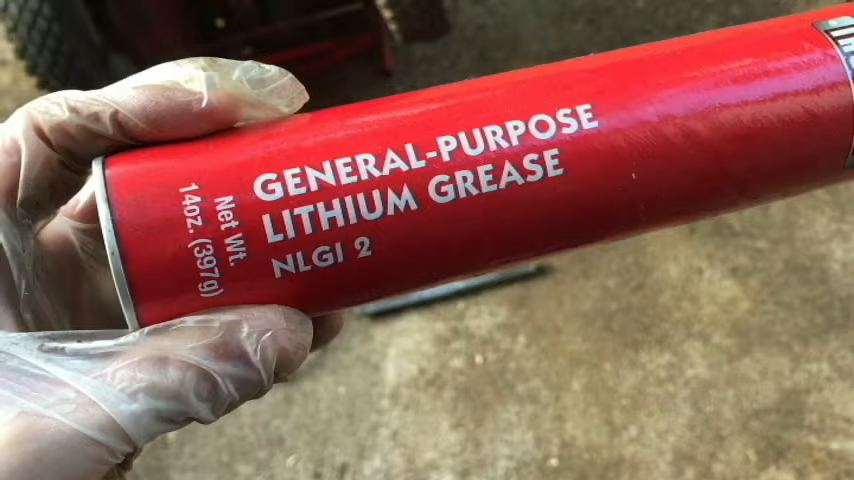 GENERAL-PURPOSE
LITHIUM GREASE
NLGI 2
Net Wt.
14oz. (397g)